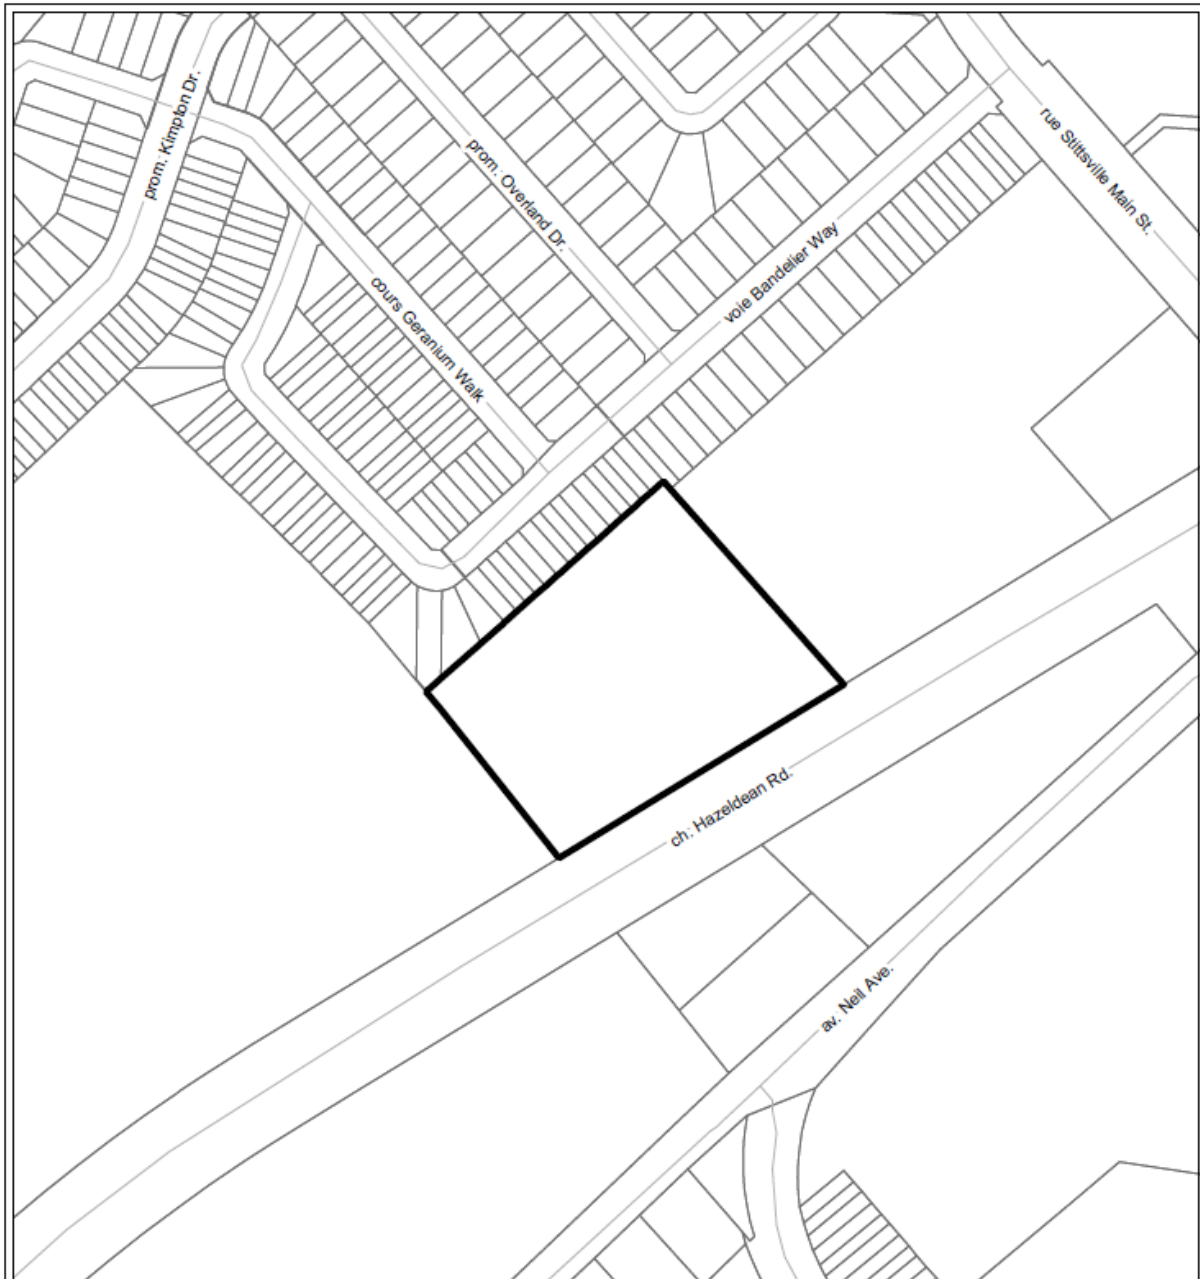 prom. Kimpton Dr.
rue Stittsville Main St.
prom. Overland Dr.
voie Bandelier Way
cours Geranium Walk
ch. Hazeldean Rd.
av. Neil Ave.